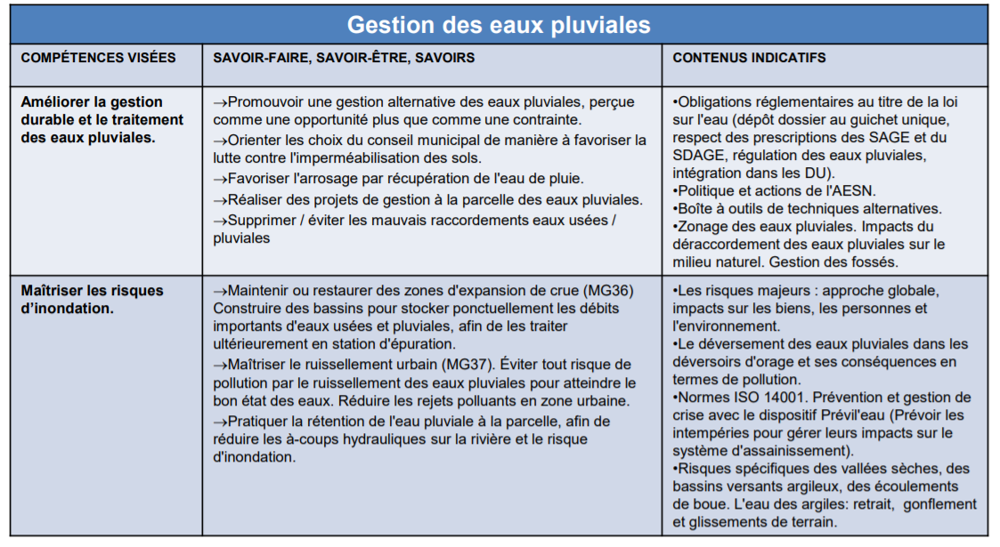 Gestion des eaux pluviales
COMPÉTENCES VISÉES
SAVOIR-FAIRE, SAVOIR-ÊTRE, SAVOIRS
CONTENUS INDICATIFS
Améliorer la gestion
durable et le traitement
des eaux pluviales.
→Promouvoir une gestion alternative des eaux pluviales, perçue
comme une opportunité plus que comme une contrainte.
→Orienter les choix du conseil municipal de manière à favoriser la
lutte contre l'imperméabilisation des sols.
→Favoriser l'arrosage par récupération de l'eau de pluie.
→Réaliser des projets de gestion à la parcelle des eaux pluviales.
→Supprimer / éviter les mauvais raccordements eaux usées /
pluviales
•Obligations réglementaires au titre de la loi
sur l'eau (dépôt dossier au guichet unique,
respect des prescriptions des SAGE et du
SDAGE, régulation des eaux pluviales,
intégration dans les DU).
•Politique et actions de l'AESN.
•Boîte à outils de techniques alternatives.
•Zonage des eaux pluviales. Impacts du
déraccordement des eaux pluviales sur le
milieu naturel. Gestion des fossés.
Maîtriser les risques
d’inondation.
→Maintenir ou restaurer des zones d'expansion de crue (MG36)
Construire des bassins pour stocker ponctuellement les débits
importants d'eaux usées et pluviales, afin de les traiter
ultérieurement en station d'épuration.
→Maîtriser le ruissellement urbain (MG37). Éviter tout risque de
pollution par le ruissellement des eaux pluviales pour atteindre le
bon état des eaux. Réduire les rejets polluants en zone urbaine.
→Pratiquer la rétention de l'eau pluviale à la parcelle, afin de
réduire les à-coups hydrauliques sur la rivière et le risque
d'inondation.
•Les risques majeurs : approche globale,
impacts sur les biens, les personnes et
l'environnement.
•Le déversement des eaux pluviales dans les
déversoirs d'orage et ses conséquences en
termes de pollution.
•Normes ISO 14001. Prévention et gestion de
crise avec le dispositif Prévil'eau (Prévoir les
intempéries pour gérer leurs impacts sur le
système d'assainissement).
•Risques spécifiques des vallées sèches, des
bassins versants argileux, des écoulements
de boue. L'eau des argiles: retrait, gonflement
et glissements de terrain.